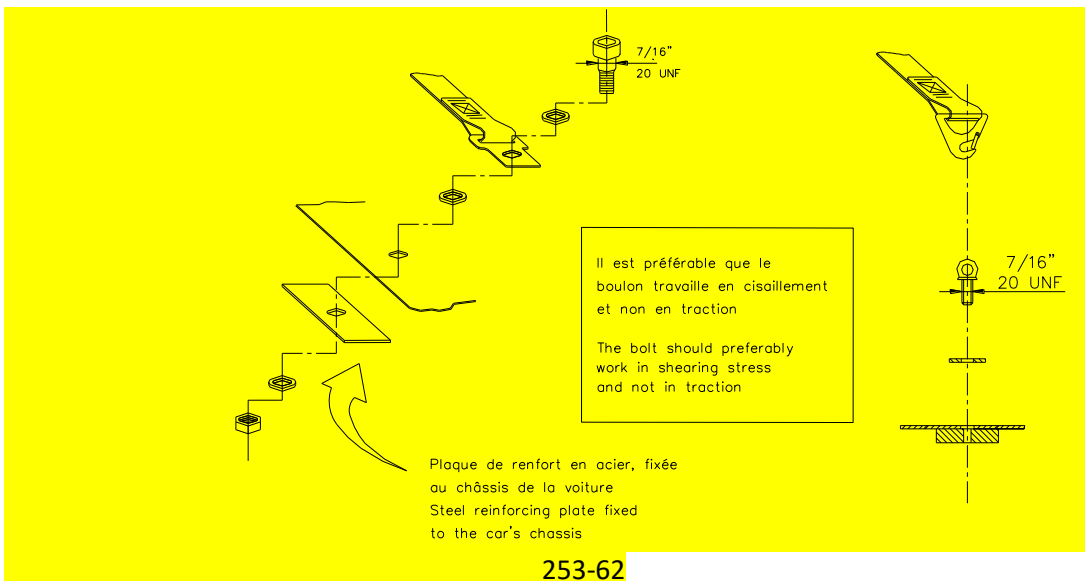 7/16"
20 UNF
Il est préférable que le
boulon travaille en cisaillement
et non en traction
The bolt should preferably
work in shearing stress
and not in traction
7/16"
20 UNF
Plaque de renfort en acier, fixée
au châssis de la voiture
Steel reinforcing plate fixed
to the car's chassis
253-62